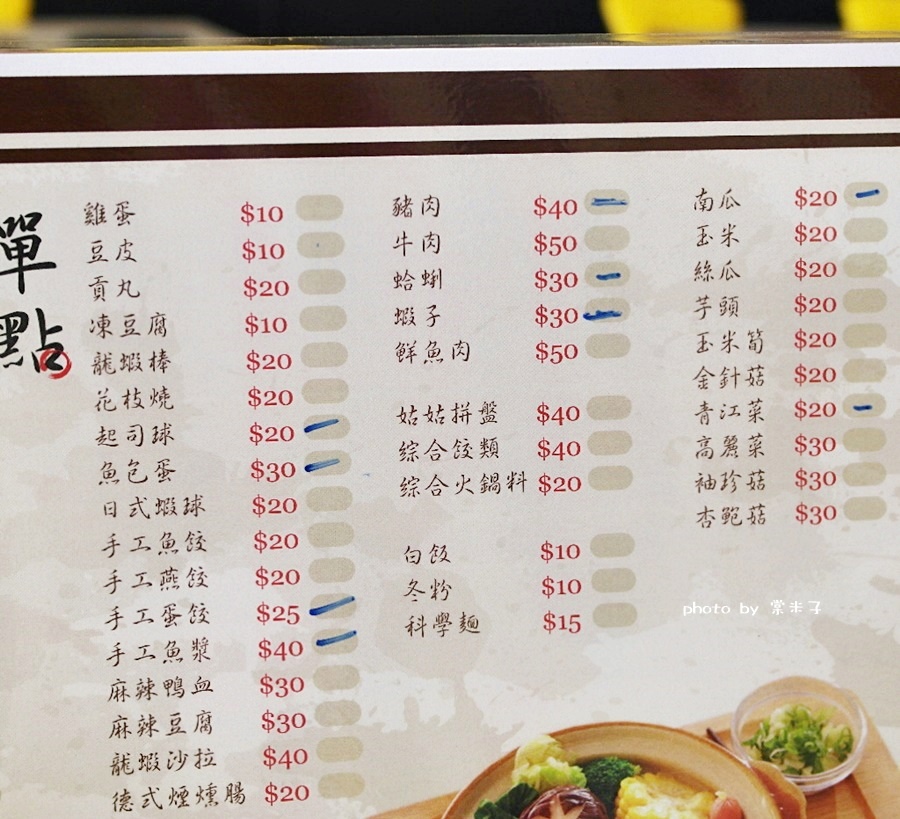 單點
雞蛋 $10
豆皮 $10
貢丸 $20
凍豆腐 $10
龍蝦棒 $20
花枝燒 $20
起司球 $20
魚包蛋 $30
日式蝦球 $20
手工魚餃 $20
手工燕餃 $20
手工蛋餃 $25
手工魚漿 $40
麻辣鴨血 $30
麻辣豆腐 $30
龍蝦沙拉 $40
德式煙燻腸 $20
豬肉 $40
牛肉 $50
蛤蜊 $30
蝦子 $30
鮮魚肉 $50
菇菇拼盤 $40
綜合餃類 $40
綜合火鍋料 $20
白飯 $10
冬粉 $10
科學麵 $15
南瓜 $20
玉米 $20
絲瓜 $20
芋頭 $20
玉米筍 $20
金針菇 $20
青江菜 $20
高麗菜 $30
袖珍菇 $30
杏鮑菇 $30
photo by 棠米子